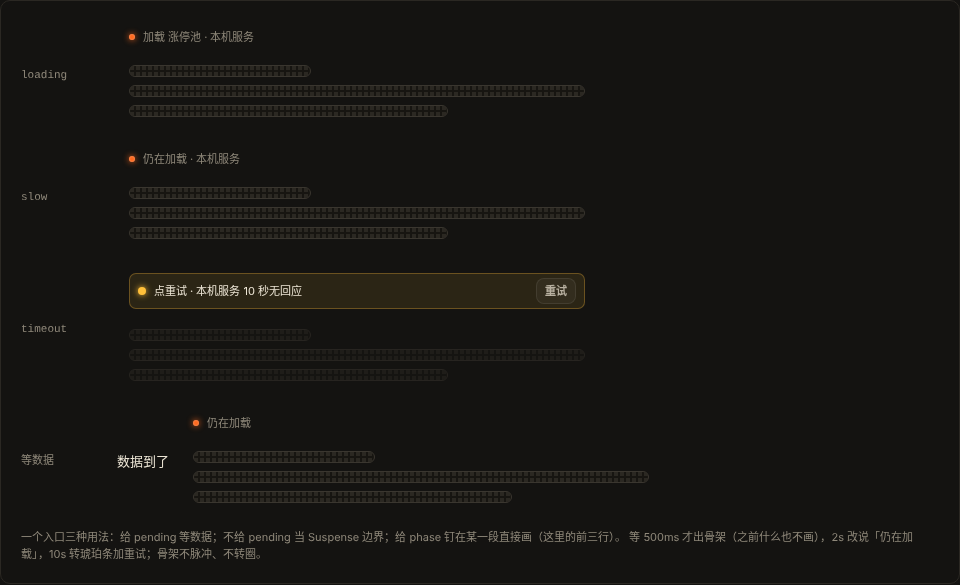 加载 涨停池 · 本机服务
loading
仍在加载 · 本机服务
slow
点重试 · 本机服务 10 秒无回应
重试
timeout
仍在加载
等数据
数据到了
一个入口三种用法：给 pending 等数据；不给 pending 当 Suspense 边界；给 phase 钉在某一段直接画（这里的前三行）。 等 500ms 才出骨架（之前什么也不画），2s 改说「仍在加
载」，10s 转琥珀条加重试；骨架不脉冲、不转圈。